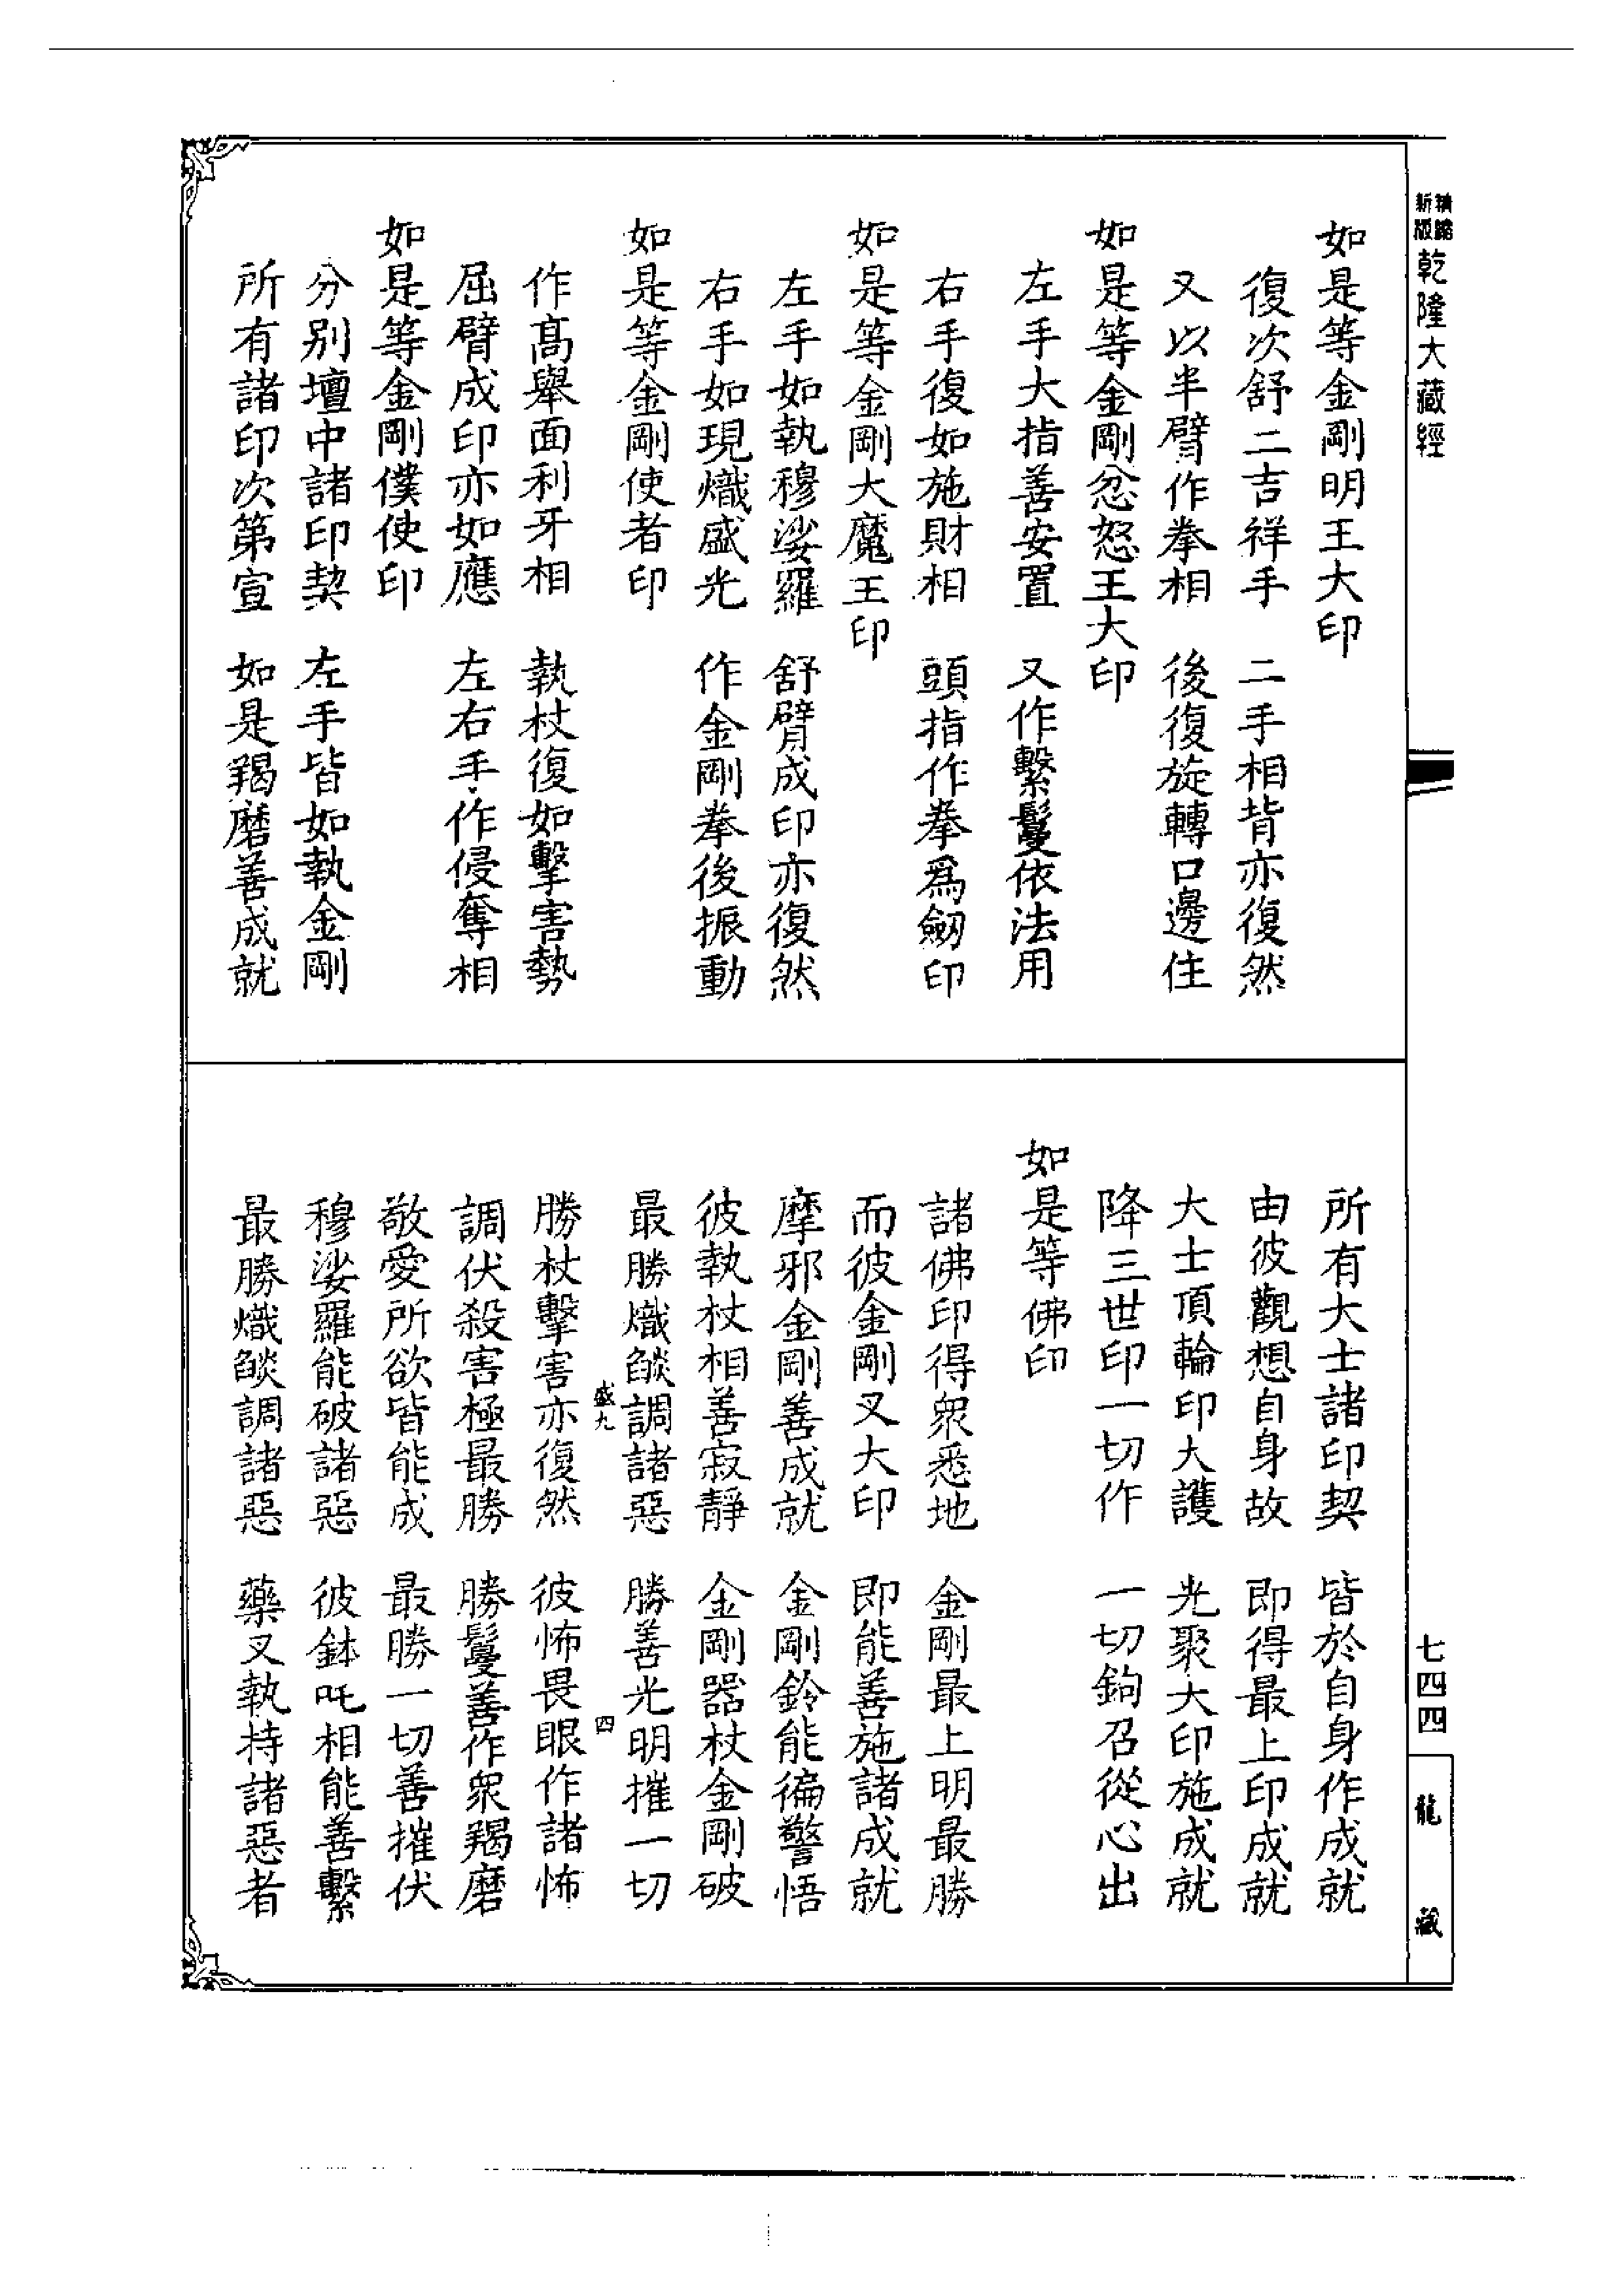 精縮新版乾隆大藏經
如是等金剛明王大印
復次舒二吉祥手　二手相背亦復然
又以半臂作拳相　後復旋轉口邊住
如是等金剛忿怒王大印
左手大指善安置　又作繫鬘依法用
右手復如施財相　頭指作拳爲劒印
如是等金剛大魔王印
左手如執穆娑羅　舒臂成印亦復然
右手如現熾盛光　作金剛拳後振動
如是等金剛使者印
作髙舉面利牙相　執杖復如擊害勢
屈臂成印亦如應　左右手作侵奪相
如是等金剛僕使印
分别壇中諸印契　左手皆如執金剛
所有諸印次第宣　如是羯磨善成就
所有大士諸印契　皆於自身作成就
由彼觀想自身故　即得最上印成就
大士頂輪印大護　光聚大印施成就
降三世印一切作　一切鉤召從心出
如是等佛印
諸佛印得衆悉地　金剛最上明最勝
而彼金剛叉大印　即能善施諸成就
摩邪金剛善成就　金剛鈴能徧警悟
彼執杖相善寂靜　金剛器杖金剛破
最勝熾燄調諸惡　勝善光明摧一切
盛九　四
勝杖擊害亦復然　彼怖畏眼作諸怖
調伏殺害極最勝　勝鬘善作衆羯磨
敬愛所欲皆能成　最勝一切善摧伏
穆娑羅能破諸惡　彼鉢吒相能善繫
最勝熾燄調諸惡　藥叉執持諸惡者
七四四
龍藏